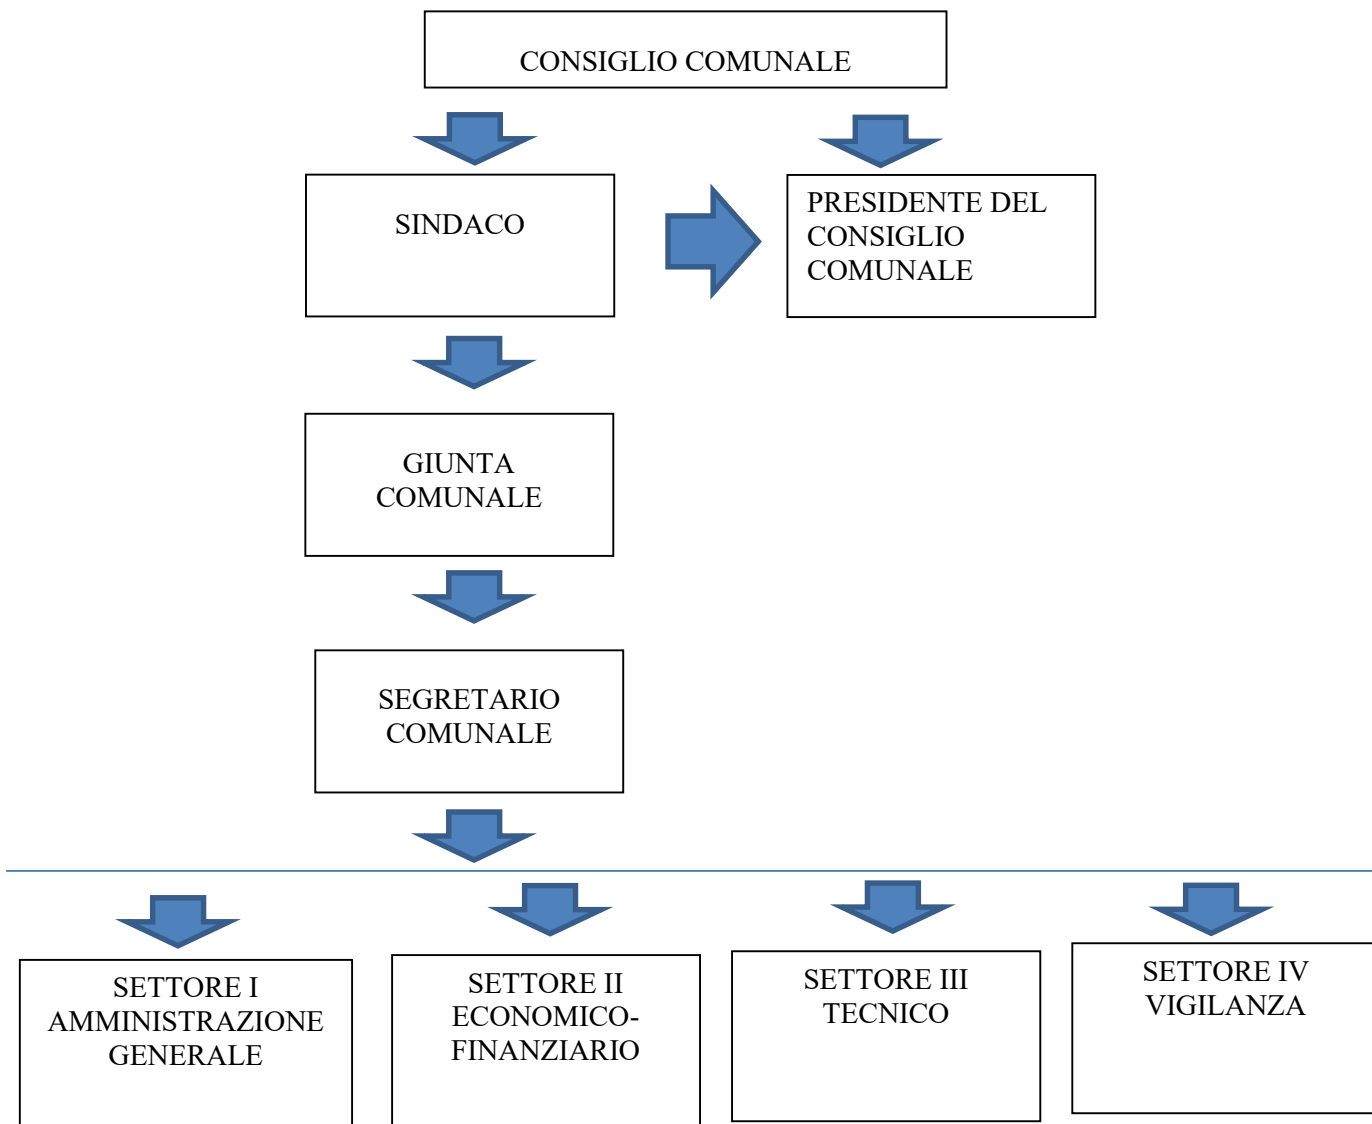 CONSIGLIO COMUNALE
SINDACO
PRESIDENTE DEL
CONSIGLIO
COMUNALE
GIUNTA
COMUNALE
SEGRETARIO
COMUNALE
SETTORE I
AMMINISTRAZIONE
GENERALE
SETTORE II
ECONOMICO-
FINANZIARIO
SETTORE III
TECNICO
SETTORE IV
VIGILANZA